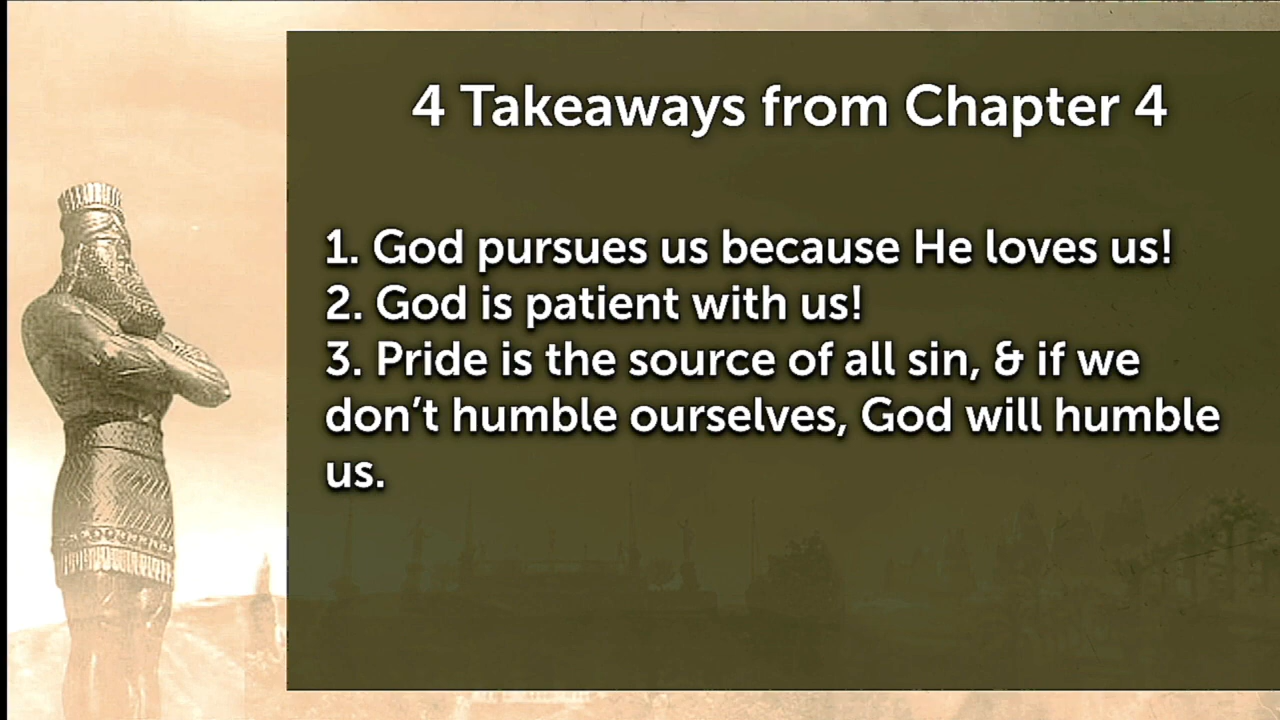 4 Takeaways from Chapter 4
1. God pursues us because He loves us!
2. God is patient with us!
3. Pride is the source of all sin, & if we
don’t humble ourselves, God will humble
us.